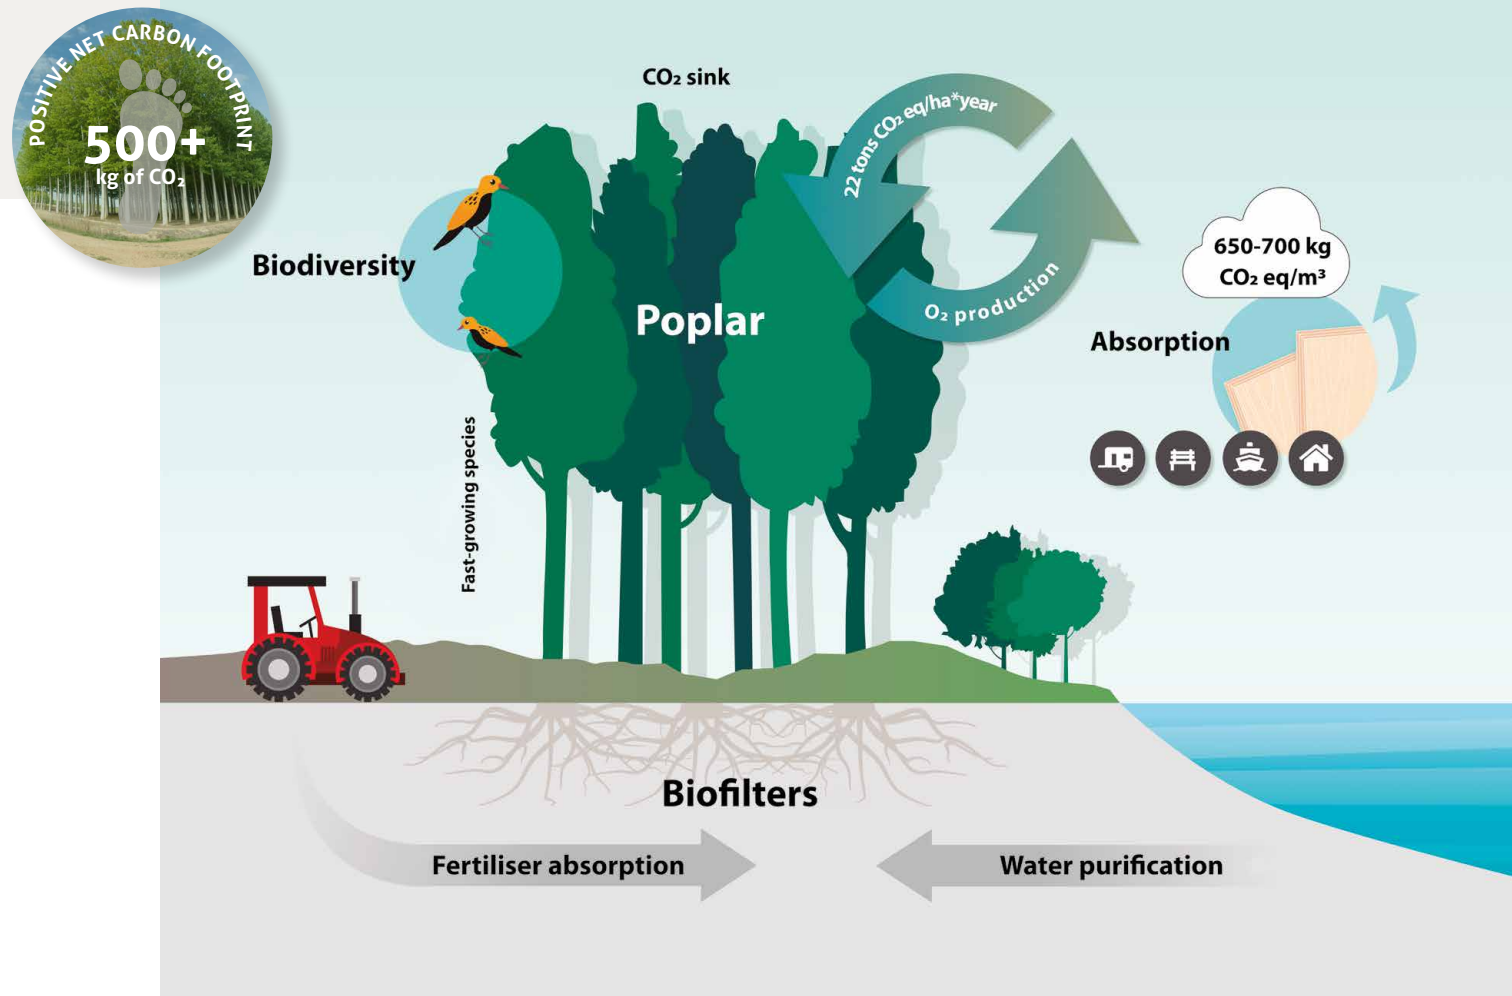 POSITIVE NET CARBON FOOTPRINT
500+
kg of CO₂
CO₂ sink
22 tons CO₂ eq/ha*year
O₂ production
Biodiversity
Poplar
650-700 kg
CO₂ eq/m³
Absorption
Fast-growing species
Biofilters
Fertiliser absorption
Water purification